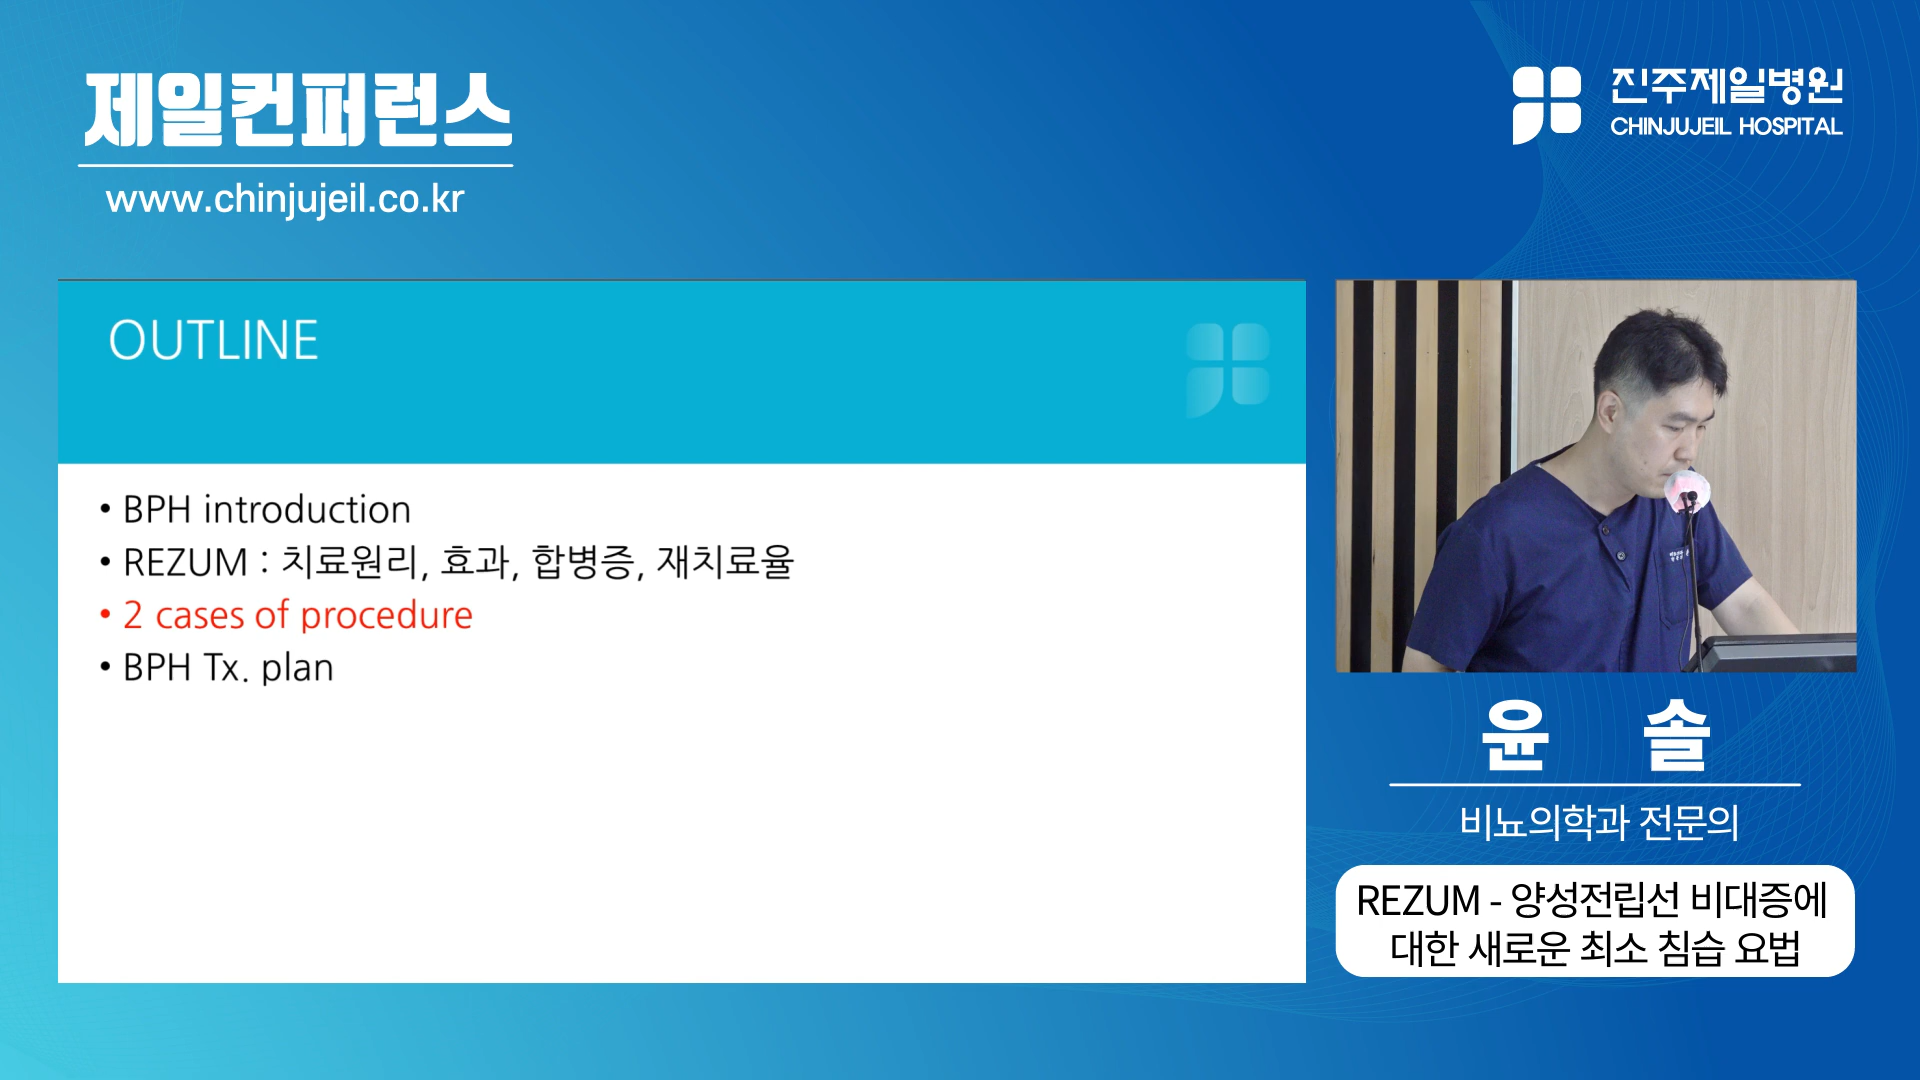 제일컨퍼런스
www.chinjujeil.co.kr
진주제일병원
CHINJUJEIL HOSPITAL
OUTLINE
• BPH introduction
• REZUM : 치료원리, 효과, 합병증, 재치료율
• 2 cases of procedure
• BPH Tx. plan
윤 솔
비뇨의학과 전문의
REZUM - 양성전립선 비대증에
대한 새로운 최소 침습 요법